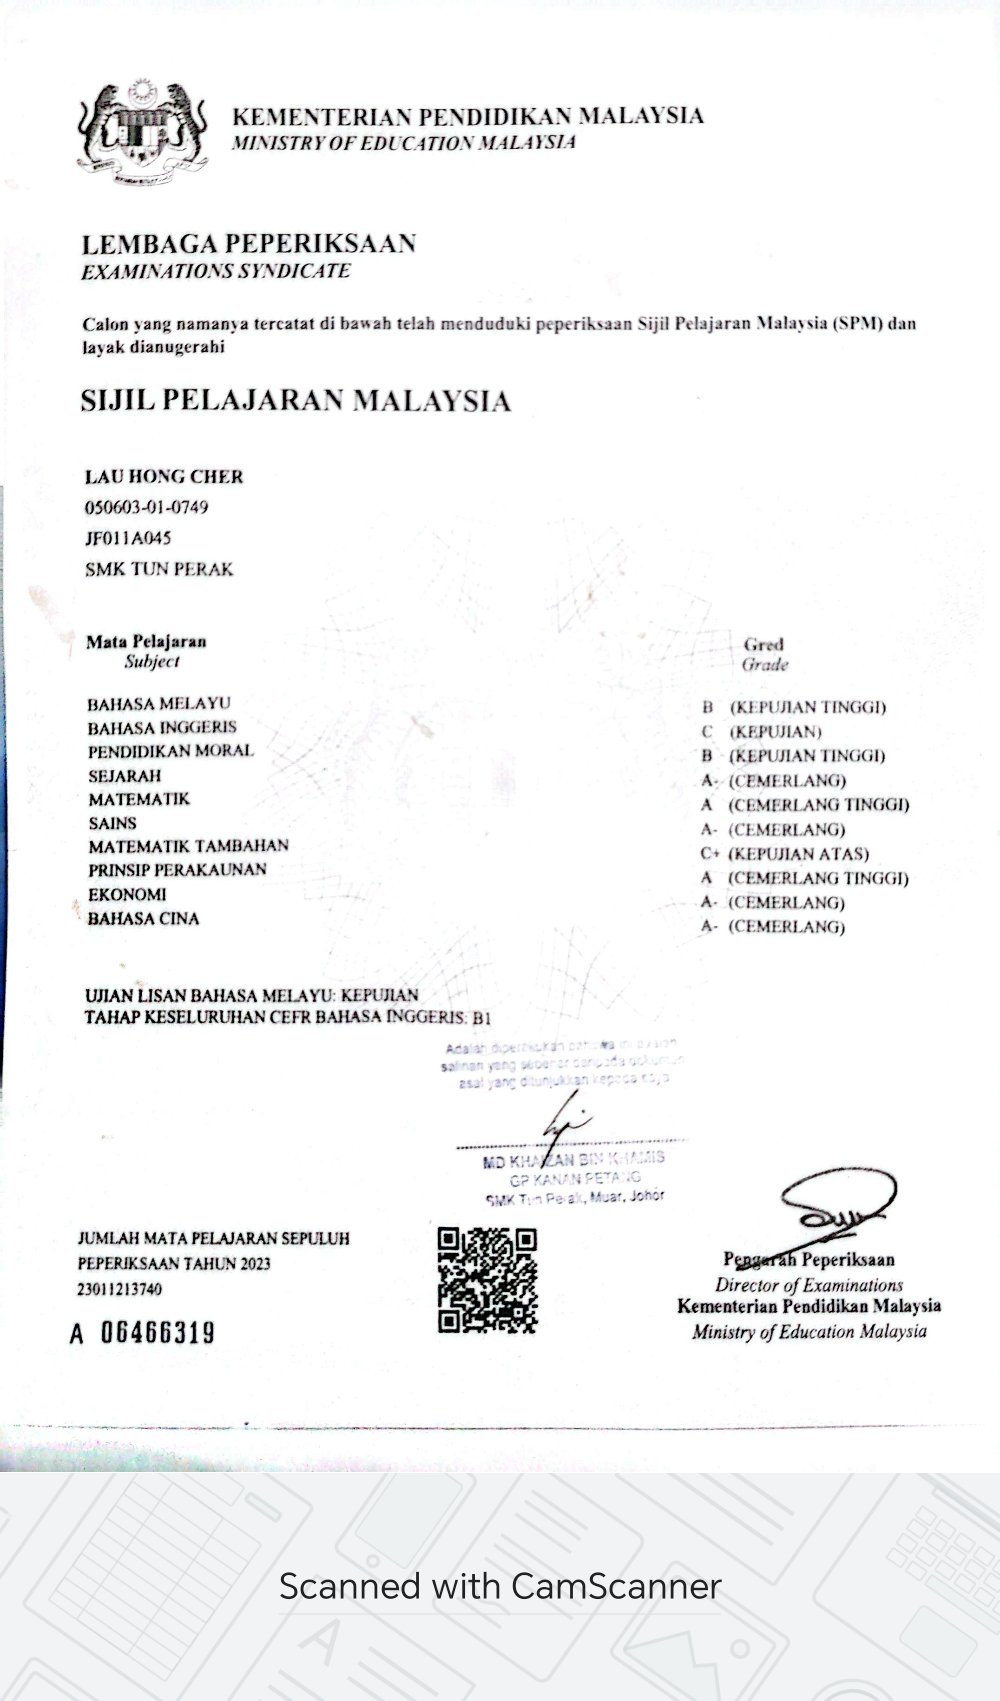 KEMENTERIAN PENDIDIKAN MALAYSIA
MINISTRY OF EDUCATION MALAYSIA
LEMBAGA PEPERIKSAAN
EXAMINATIONS SYNDICATE
Calon yang namanya tercatat di bawah telah menduduki peperiksaan Sijil Pelajaran Malaysia (SPM) dan
layak dianugerahi
SIJIL PELAJARAN MALAYSIA
LAU HONG CHER
050603-01-0749
JF011A045
SMK TUN PERAK
Mata Pelajaran Gred
Subject Grade
BAHASA MELAYU B (KEPUJIAN TINGGI)
BAHASA INGGERIS C (KEPUJIAN)
PENDIDIKAN MORAL B (KEPUJIAN TINGGI)
SEJARAH A- (CEMERLANG)
MATEMATIK A (CEMERLANG TINGGI)
SAINS A- (CEMERLANG)
MATEMATIK TAMBAHAN C+ (KEPUJIAN ATAS)
PRINSIP PERAKAUNAN A (CEMERLANG TINGGI)
EKONOMI A- (CEMERLANG)
BAHASA CINA A- (CEMERLANG)
UJIAN LISAN BAHASA MELAYU: KEPUJIAN
TAHAP KESELURUHAN CEFR BAHASA INGGERIS: B1
Adalah diperakukan bahawa ini ialah
salinan yang sebenar daripada dokumen
asal yang ditunjukkan kepada saya
MD KHAIZAN BIN KHAMIS
GP KANAN PETANG
SMK Tun Perak, Muar, Johor
JUMLAH MATA PELAJARAN SEPULUH
PEPERIKSAAN TAHUN 2023
23011213740
A 06466319
Pengarah Peperiksaan
Director of Examinations
Kementerian Pendidikan Malaysia
Ministry of Education Malaysia
Scanned with CamScanner